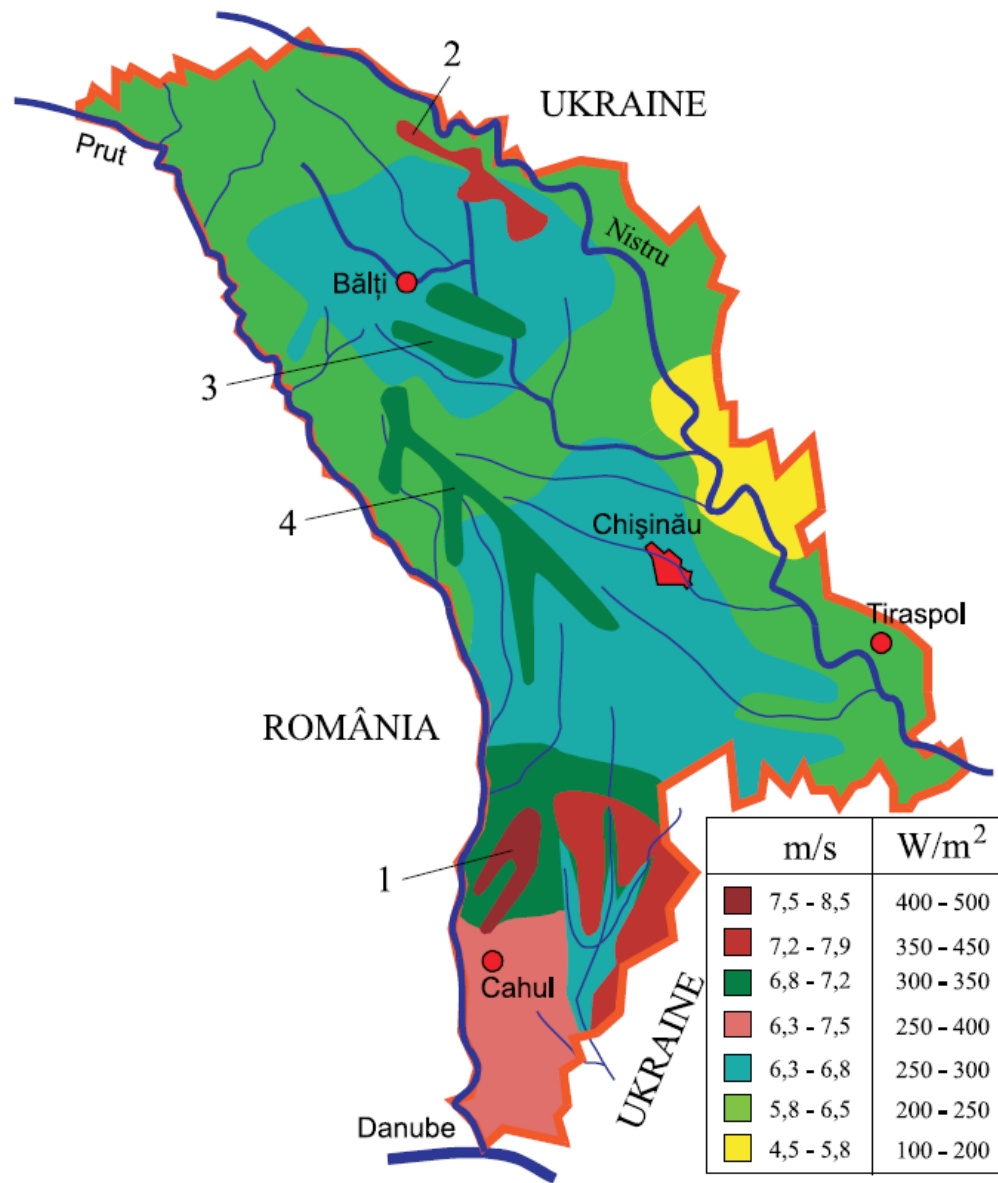 2
UKRAINE
Prut
Nistru
Bălți
3
4
Chişinău
Tiraspol
ROMÂNIA
1
Cahul
UKRAINE
Danube
m/s W/m²
7,5 – 8,5 400 – 500
7,2 – 7,9 350 – 450
6,8 – 7,2 300 – 350
6,3 – 7,5 250 – 400
6,3 – 6,8 250 – 300
5,8 – 6,5 200 – 250
4,5 – 5,8 100 – 200